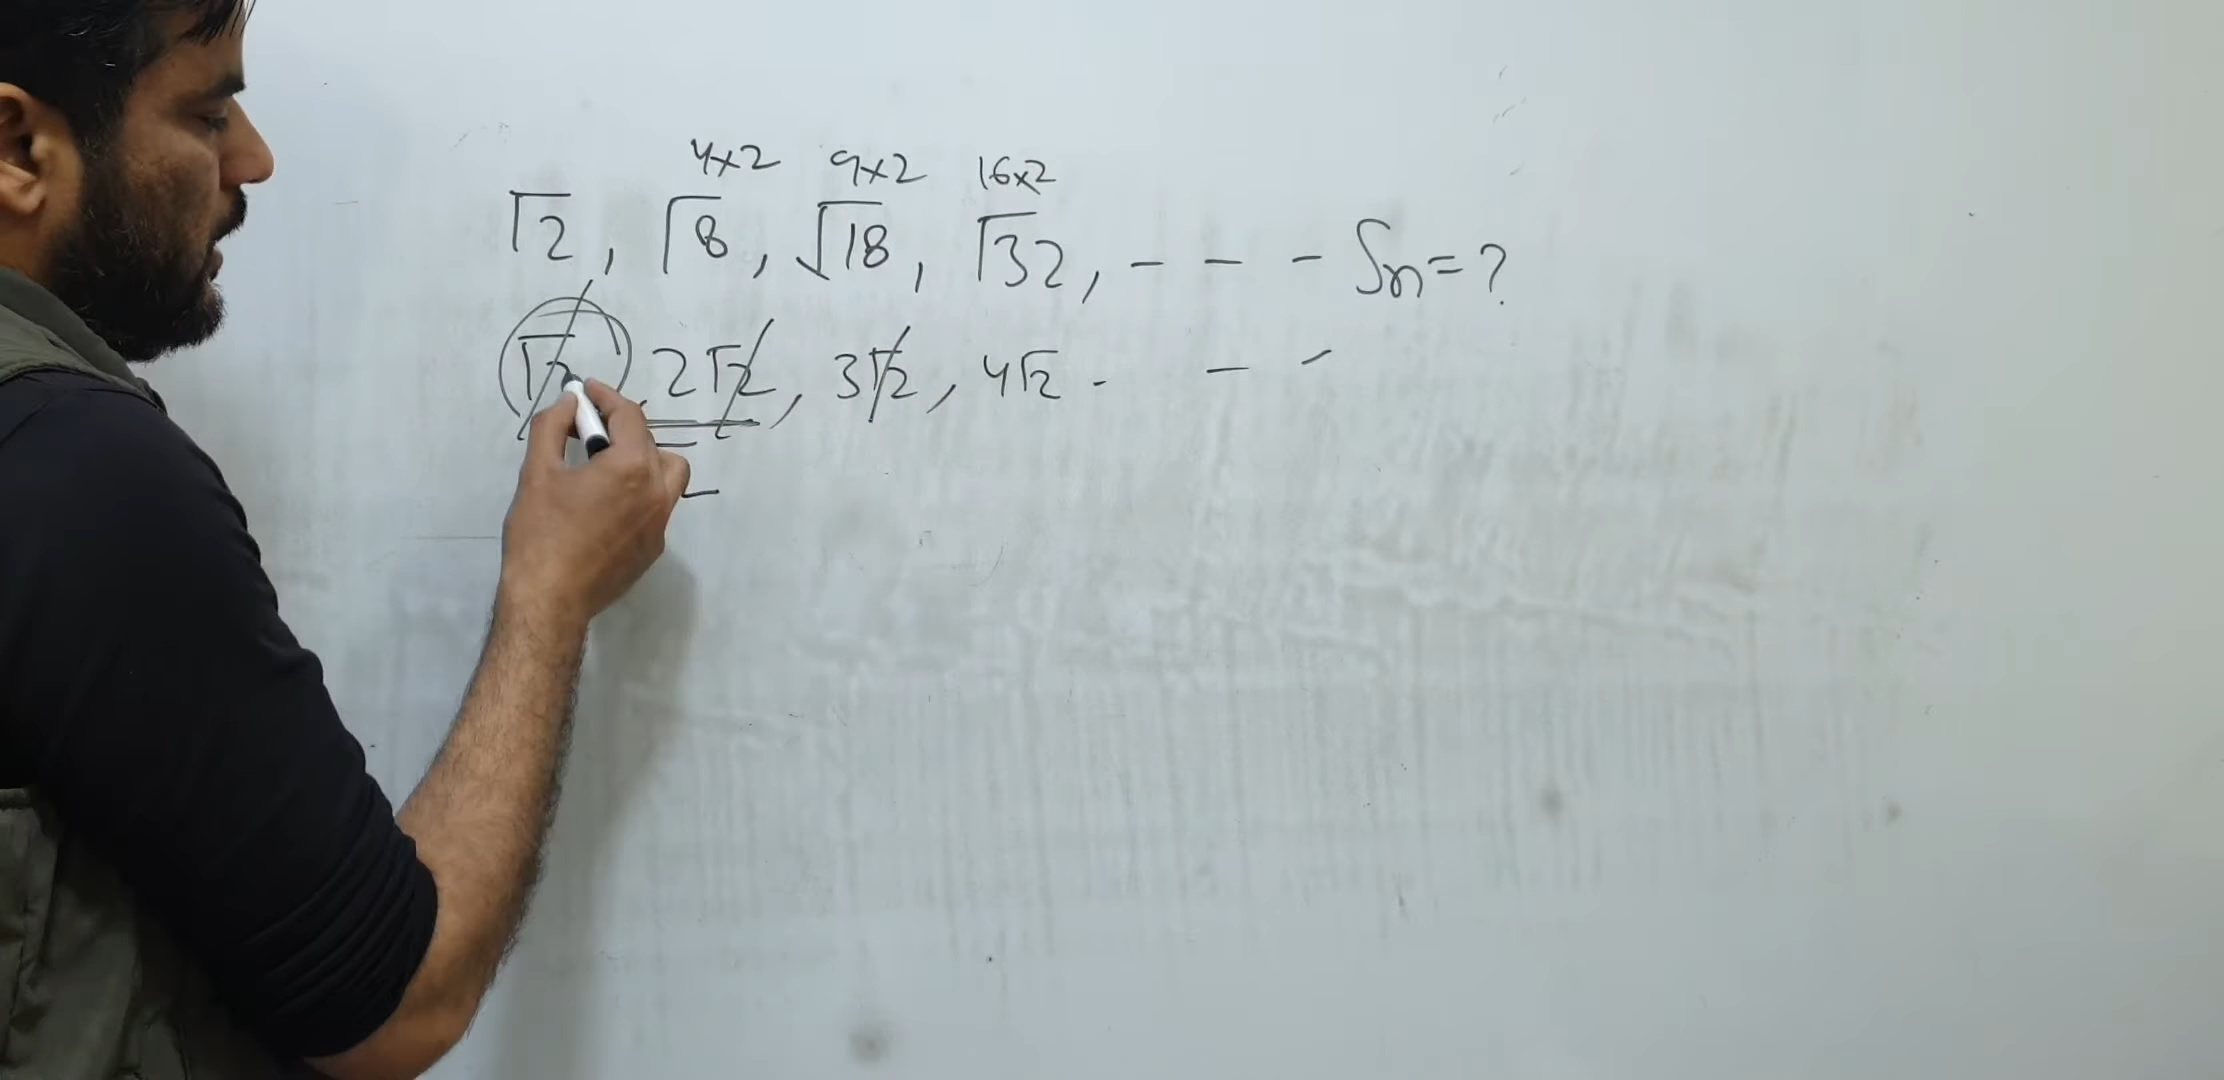 4×2 9×2 16×2
√2, √8, √18, √32, - - - Sn = ?
√2, 2√2, 3√2, 4√2 - - -